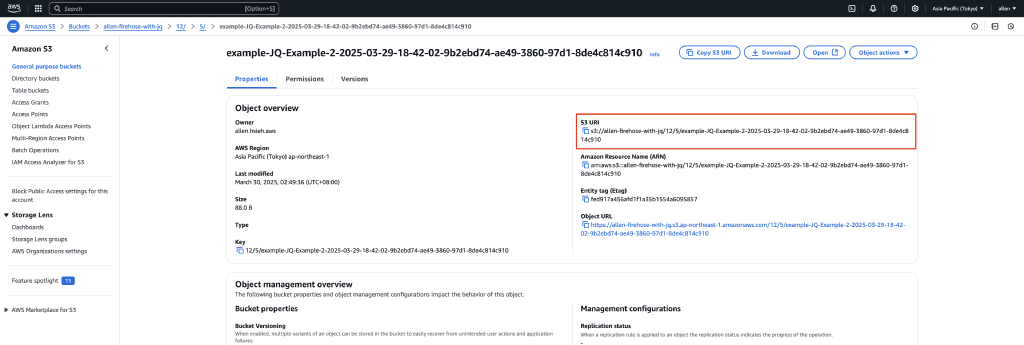 aws
Search
[Option+S]
Asia Pacific (Tokyo)
allen
Amazon S3
Buckets
allen-firehose-with-jq
12/
5/
example-JQ-Example-2-2025-03-29-18-42-02-9b2ebd74-ae49-3860-97d1-8de4c814c910
Amazon S3
General purpose buckets
Directory buckets
Table buckets
Access Grants
Access Points
Object Lambda Access Points
Multi-Region Access Points
Batch Operations
IAM Access Analyzer for S3
Block Public Access settings for this
account
Storage Lens
Dashboards
Storage Lens groups
AWS Organizations settings
Feature spotlight 11
AWS Marketplace for S3
example-JQ-Example-2-2025-03-29-18-42-02-9b2ebd74-ae49-3860-97d1-8de4c814c910 Info
Copy S3 URI
Download
Open
Object actions
Properties
Permissions
Versions
Object overview
Owner
allen.hsieh.aws
AWS Region
Asia Pacific (Tokyo) ap-northeast-1
Last modified
March 30, 2025, 02:49:36 (UTC+08:00)
Size
88.0 B
Type
Key
12/5/example-JQ-Example-2-2025-03-29-18-42-02-9b2ebd74-ae49-3860-97d1-8de4c814c910
S3 URI
s3://allen-firehose-with-jq/12/5/example-JQ-Example-2-2025-03-29-18-42-02-9b2ebd74-ae49-3860-97d1-8de4c8
14c910
Amazon Resource Name (ARN)
arn:aws:s3:::allen-firehose-with-jq/12/5/example-JQ-Example-2-2025-03-29-18-42-02-9b2ebd74-ae49-3860-97d1-
8de4c814c910
Entity tag (Etag)
fed917a456afd1f1a35b1554a6095857
Object URL
https://allen-firehose-with-jq.s3.ap-northeast-1.amazonaws.com/12/5/example-JQ-Example-2-2025-03-29-18-42-
02-9b2ebd74-ae49-3860-97d1-8de4c814c910
Object management overview
The following bucket properties and object management configurations impact the behavior of this object.
Bucket properties
Bucket Versioning
When enabled, multiple variants of an object can be stored in the bucket to easily recover from unintended user actions and application
failures.
Management configurations
Replication status
When a replication rule is applied to an object the replication status indicates the progress of the operation.